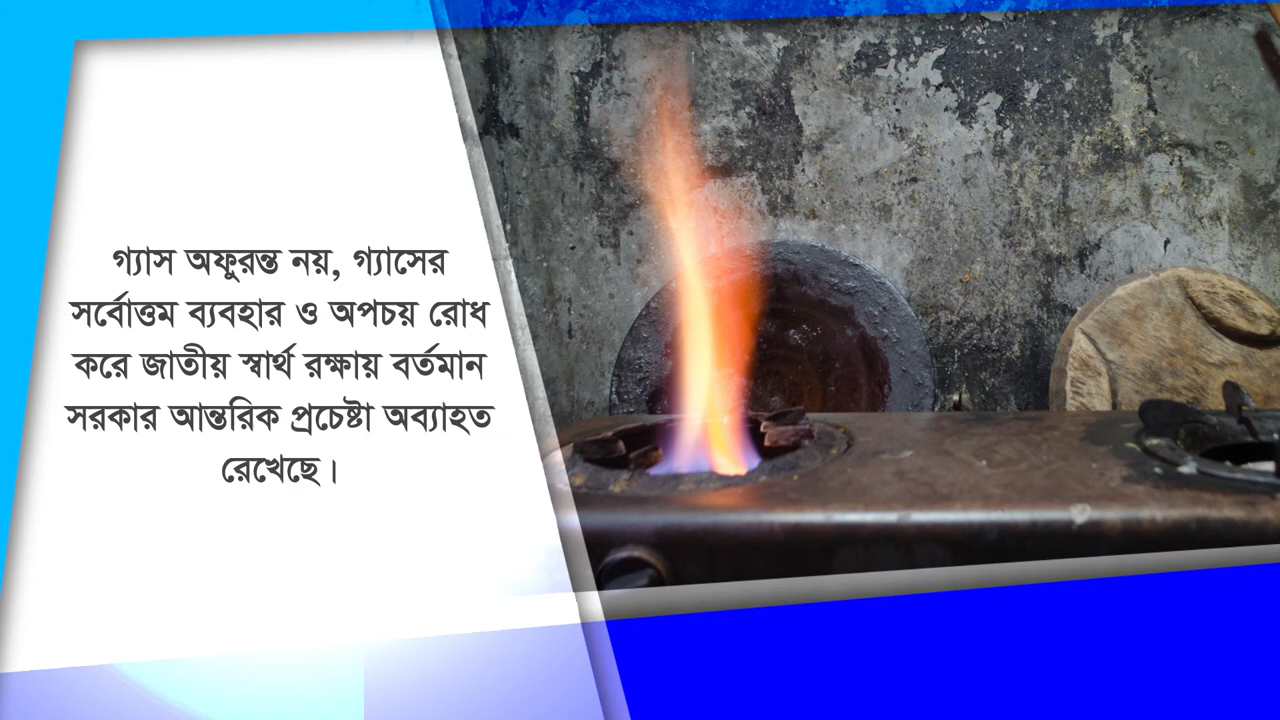 গ্যাস অফুরন্ত নয়, গ্যাসের
সর্বোত্তম ব্যবহার ও অপচয় রোধ
করে জাতীয় স্বার্থ রক্ষায় বর্তমান
সরকার আন্তরিক প্রচেষ্টা অব্যাহত
রেখেছে।